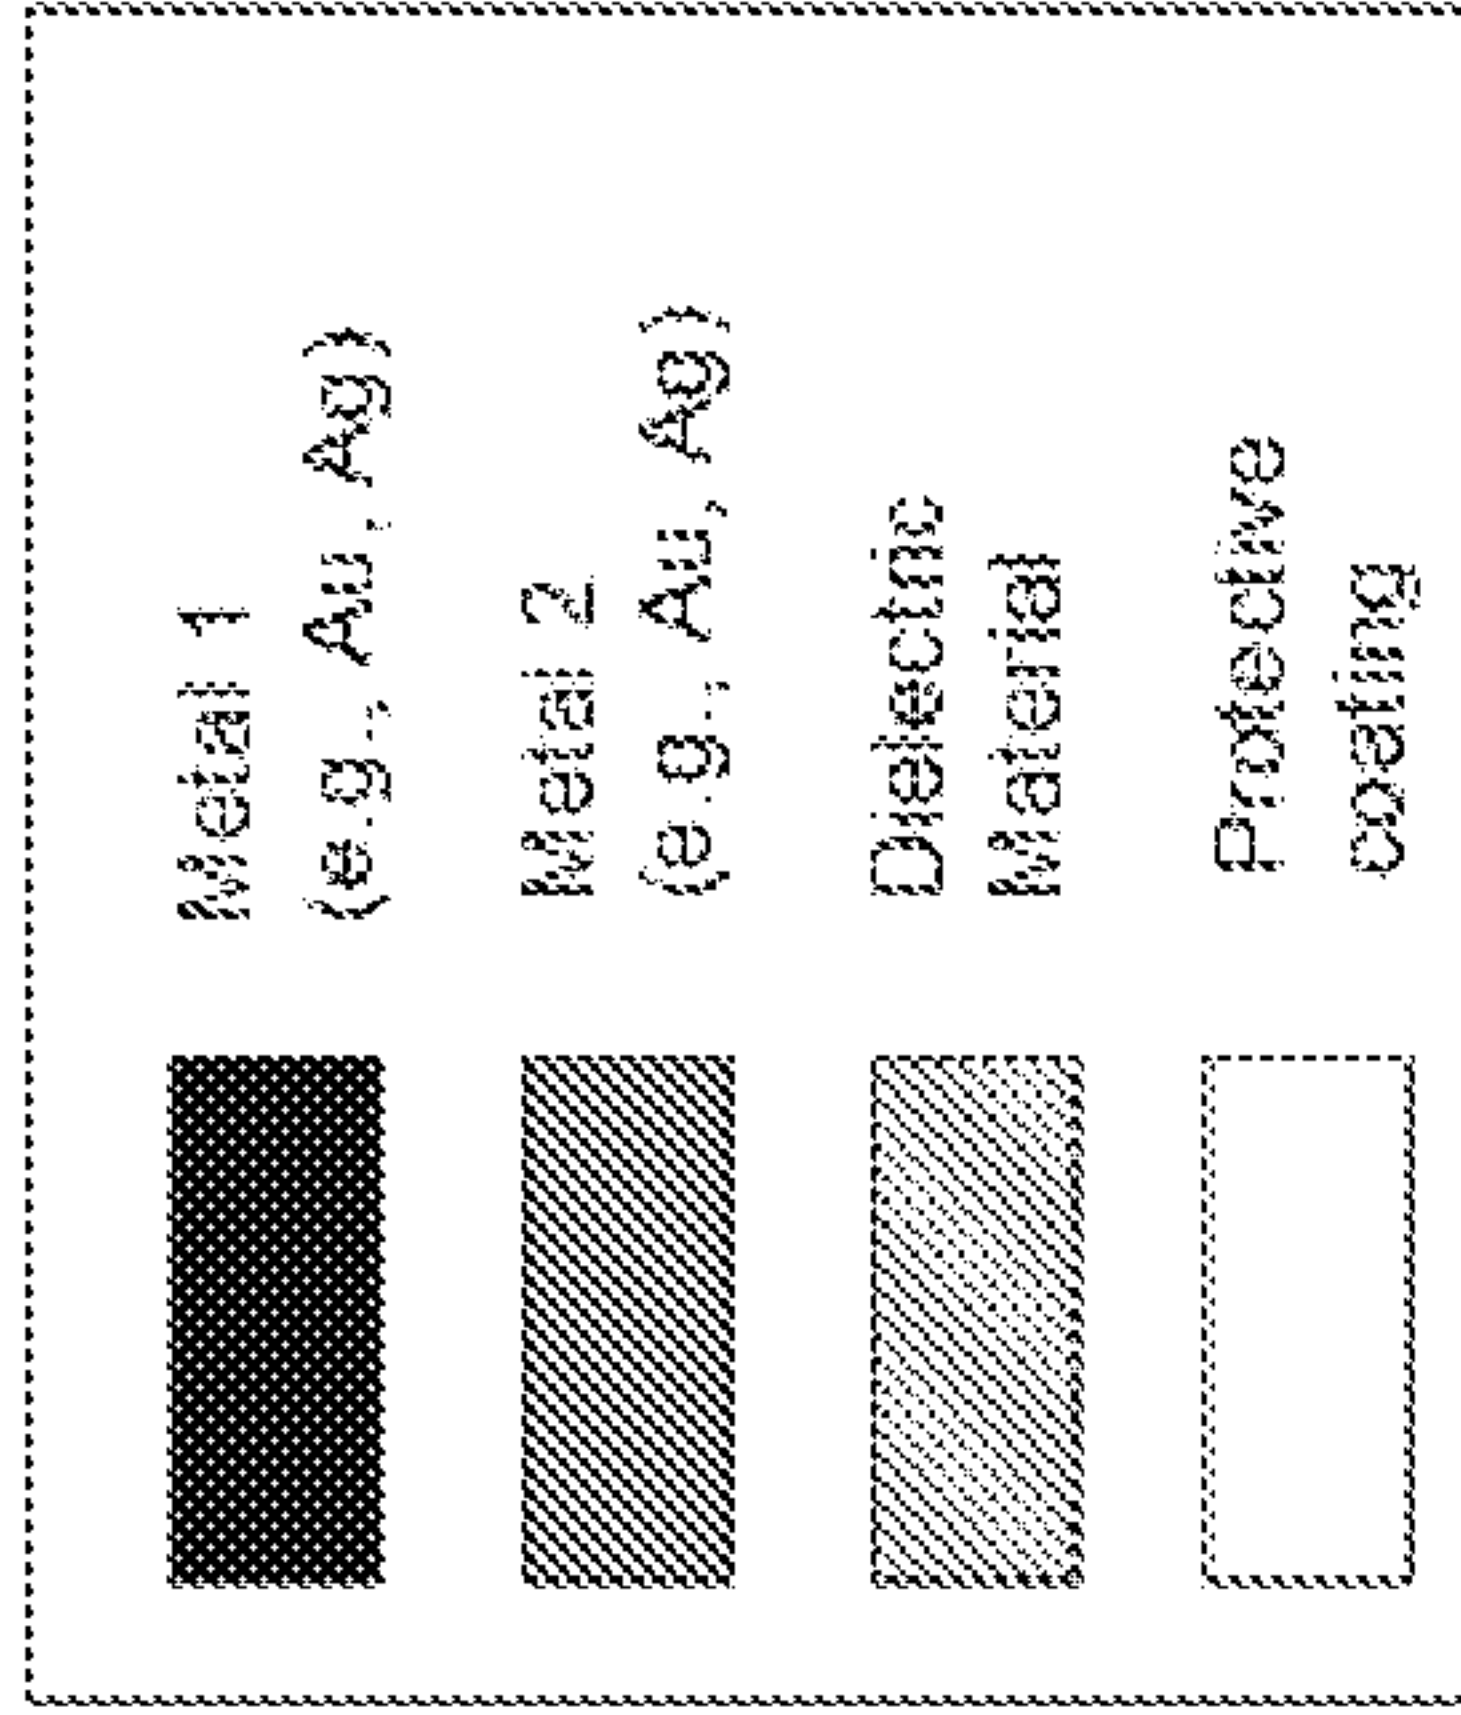 Metal 1
(e.g., Au, Ag)
Metal 2
(e.g., Au, Ag)
Dielectric
Material
Protective
coating